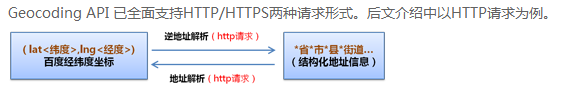 Geocoding API 已全面支持HTTP/HTTPS两种请求形式。后文介绍中以HTTP请求为例。
（lat<纬度>,lng<经度>）
百度经纬度坐标
逆地址解析（http请求）
地址解析（http请求）
*省*市*县*街道…
（结构化地址信息）